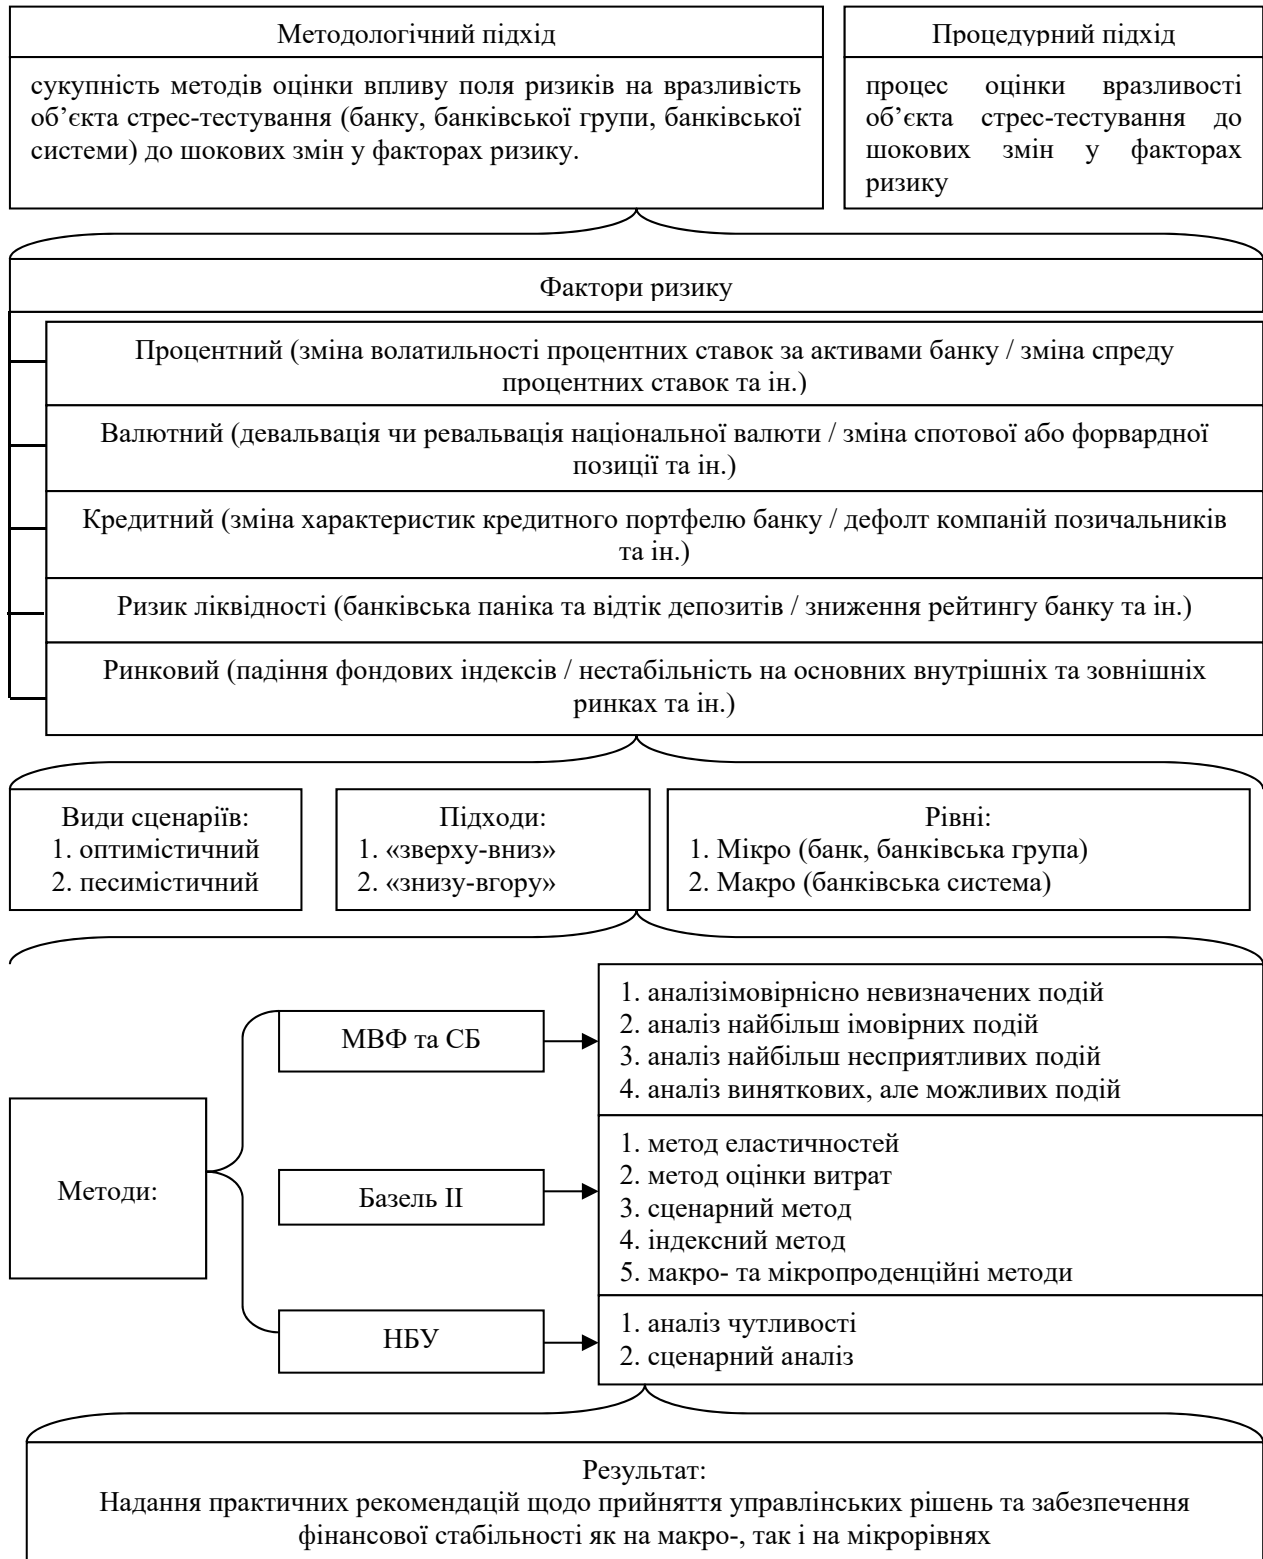 Методологічний підхід
сукупність методів оцінки впливу поля ризиків на вразливість
об’єкта стрес-тестування (банку, банківської групи, банківської
системи) до шокових змін у факторах ризику.
Процедурний підхід
процес оцінки вразливості
об’єкта стрес-тестування до
шокових змін у факторах
ризику
Фактори ризику
Процентний (зміна волатильності процентних ставок за активами банку / зміна спреду
процентних ставок та ін.)
Валютний (девальвація чи ревальвація національної валюти / зміна спотової або форвардної
позиції та ін.)
Кредитний (зміна характеристик кредитного портфелю банку / дефолт компаній позичальників
та ін.)
Ризик ліквідності (банківська паніка та відтік депозитів / зниження рейтингу банку та ін.)
Ринковий (падіння фондових індексів / нестабільність на основних внутрішніх та зовнішніх
ринках та ін.)
Види сценаріїв:
1. оптимістичний
2. песимістичний
Підходи:
1. «зверху-вниз»
2. «знизу-вгору»
Рівні:
1. Мікро (банк, банківська група)
2. Макро (банківська система)
Методи:
МВФ та СБ
1. аналізімовірнісно невизначених подій
2. аналіз найбільш імовірних подій
3. аналіз найбільш несприятливих подій
4. аналіз виняткових, але можливих подій
Базель ІІ
1. метод еластичностей
2. метод оцінки витрат
3. сценарний метод
4. індексний метод
5. макро- та мікропроденційні методи
НБУ
1. аналіз чутливості
2. сценарний аналіз
Результат:
Надання практичних рекомендацій щодо прийняття управлінських рішень та забезпечення
фінансової стабільності як на макро-, так і на мікрорівнях